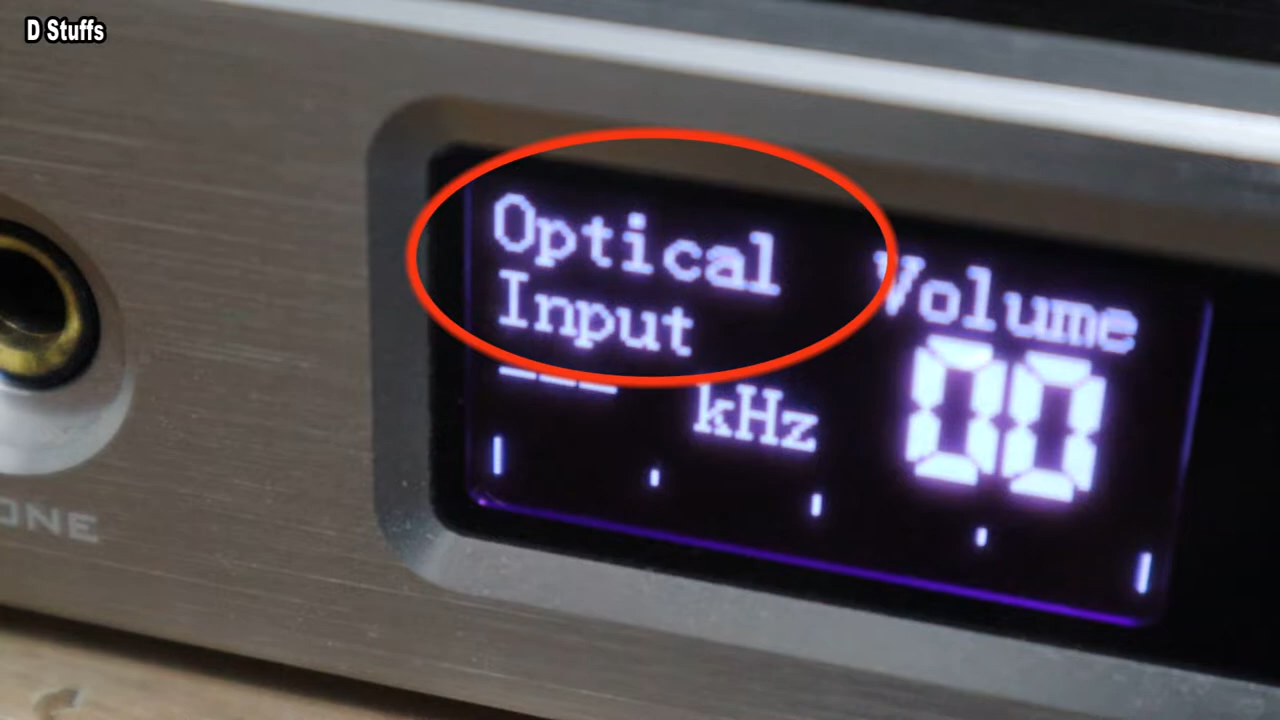 D Stuffs
Optical
Input
Volume
00
--- kHz
ONE